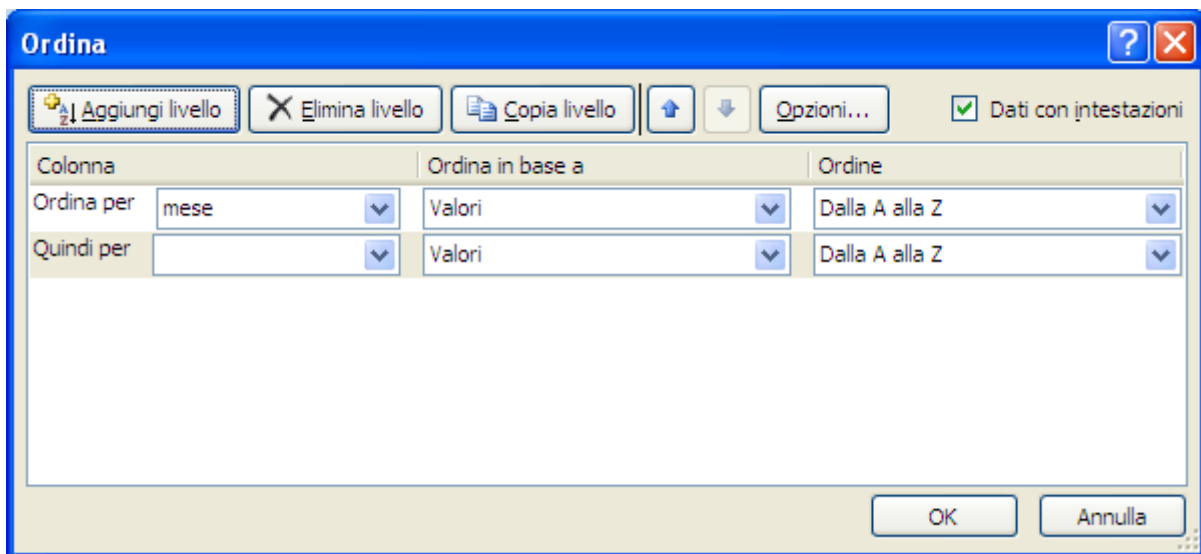 Ordina
Aggiungi livello Elimina livello Copia livello Opzioni... Dati con intestazioni
Colonna Ordina in base a Ordine
Ordina per mese Valori Dalla A alla Z
Quindi per Valori Dalla A alla Z
OK Annulla